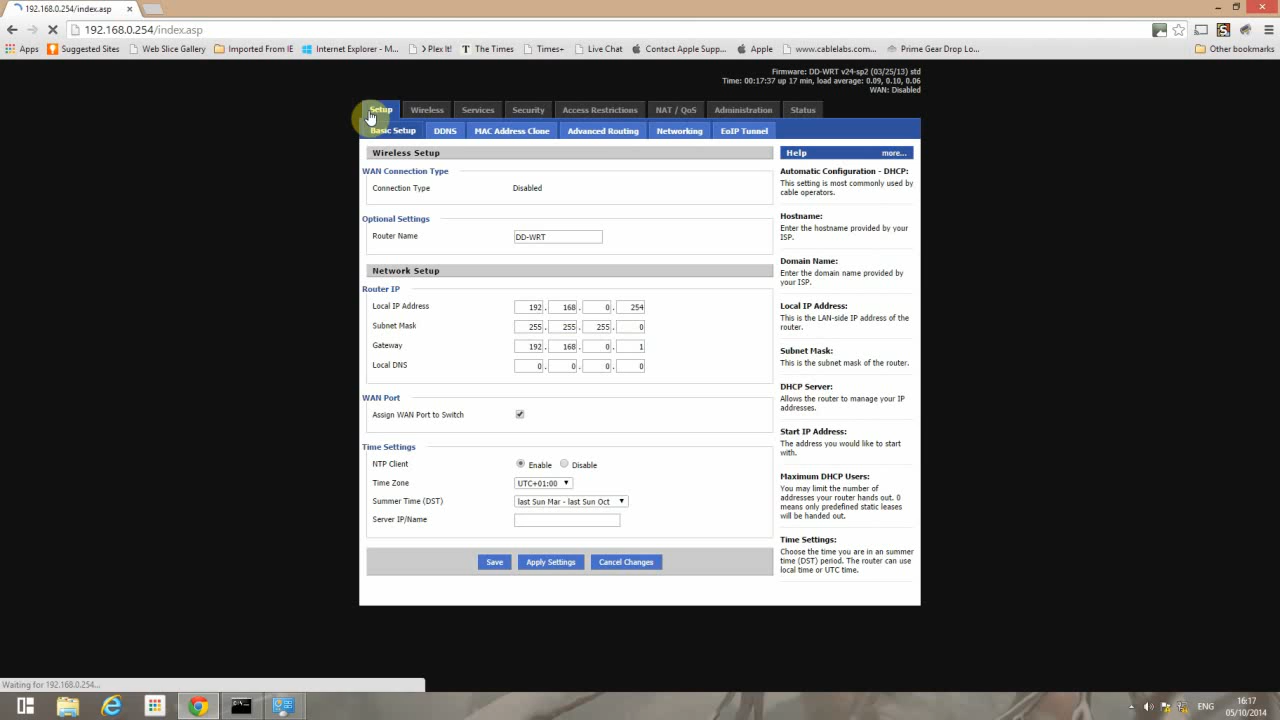 192.168.0.254/index.asp
192.168.0.254/index.asp
Apps Suggested Sites Web Slice Gallery Imported From IE Internet Explorer - M... > Plex It! T The Times Times+ Live Chat Contact Apple Supp... Apple www.cablelabs.com... Prime Gear Drop Lo... Other bookmarks
Firmware: DD-WRT v24-sp2 (03/25/13) std
Time: 00:17:37 up 17 min, load average: 0.09, 0.10, 0.06
WAN: Disabled
Setup Wireless Services Security Access Restrictions NAT / QoS Administration Status
Basic Setup DDNS MAC Address Clone Advanced Routing Networking EoIP Tunnel
Wireless Setup
WAN Connection Type
Connection Type Disabled
Optional Settings
Router Name DD-WRT
Network Setup
Router IP
Local IP Address 192 . 168 . 0 . 254
Subnet Mask 255 . 255 . 255 . 0
Gateway 192 . 168 . 0 . 1
Local DNS 0 . 0 . 0 . 0
WAN Port
Assign WAN Port to Switch
Time Settings
NTP Client Enable Disable
Time Zone UTC+01:00
Summer Time (DST) last Sun Mar - last Sun Oct
Server IP/Name
Save Apply Settings Cancel Changes
Help more...
Automatic Configuration - DHCP:
This setting is most commonly used by
cable operators.
Hostname:
Enter the hostname provided by your
ISP.
Domain Name:
Enter the domain name provided by
your ISP.
Local IP Address:
This is the LAN-side IP address of the
router.
Subnet Mask:
This is the subnet mask of the router.
DHCP Server:
Allows the router to manage your IP
addresses.
Start IP Address:
The address you would like to start
with.
Maximum DHCP Users:
You may limit the number of
addresses your router hands out. 0
means only predefined static leases
will be handed out.
Time Settings:
Choose the time you are in an summer
time (DST) period. The router can use
local time or UTC time.
Waiting for 192.168.0.254...
ENG
16:17
05/10/2014